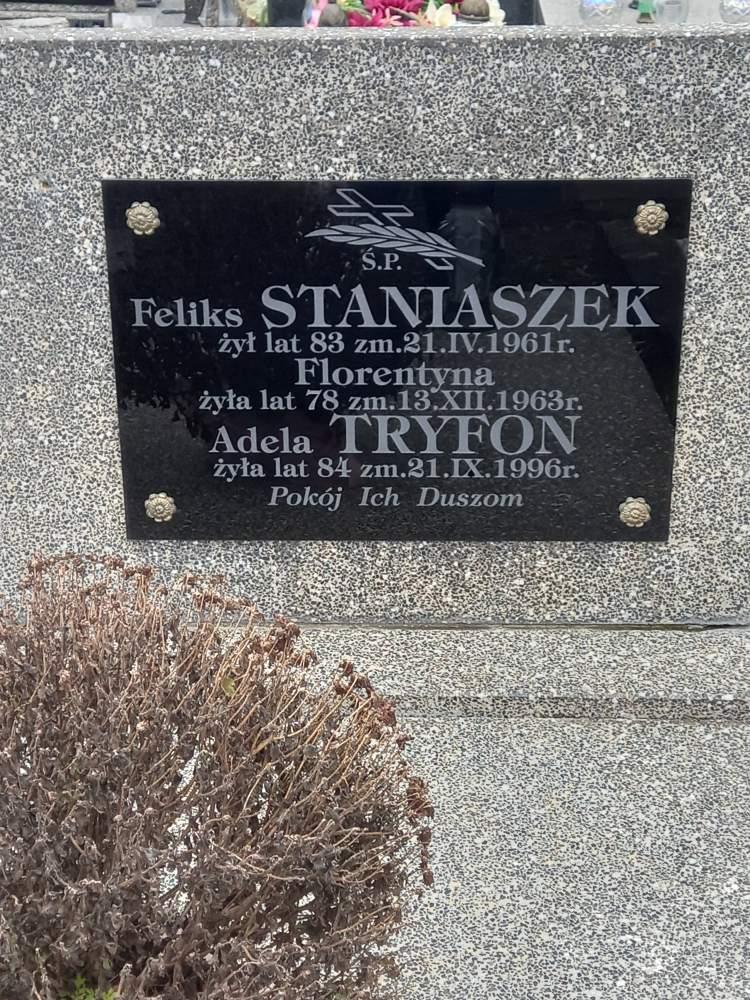 Ś.P.
Feliks STANIASZEK
żył lat 83 zm.21.IV.1961r.
Florentyna
żyła lat 78 zm.13.XII.1963r.
Adela TRYFON
żyła lat 84 zm.21.IX.1996r.
Pokój Ich Duszom